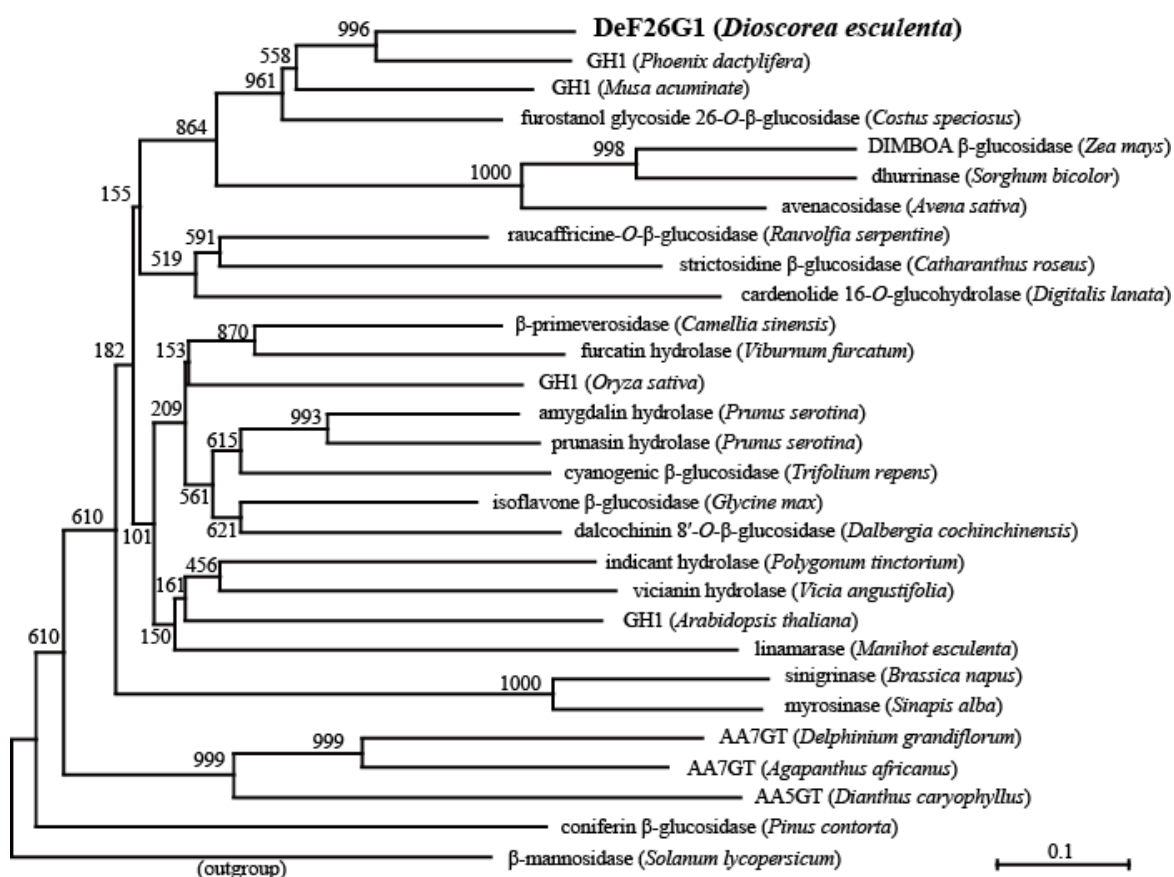 DeF26G1 (Dioscorea esculenta)
996
GH1 (Phoenix dactylifera)
558
GH1 (Musa acuminate)
961
furostanol glycoside 26-O-β-glucosidase (Costus speciosus)
864
DIMBOA β-glucosidase (Zea mays)
998
dhurrinase (Sorghum bicolor)
1000
avenacosidase (Avena sativa)
155
raucaffricine-O-β-glucosidase (Rauvolfia serpentine)
591
strictosidine β-glucosidase (Catharanthus roseus)
519
cardenolide 16-O-glucohydrolase (Digitalis lanata)
β-primeverosidase (Camellia sinensis)
182
153
870
furcatin hydrolase (Viburnum furcatum)
GH1 (Oryza sativa)
209
amygdalin hydrolase (Prunus serotina)
993
615
prunasin hydrolase (Prunus serotina)
cyanogenic β-glucosidase (Trifolium repens)
561
isoflavone β-glucosidase (Glycine max)
610
101
621
dalcochinin 8'-O-β-glucosidase (Dalbergia cochinchinensis)
indicant hydrolase (Polygonum tinctorium)
456
161
vicianin hydrolase (Vicia angustifolia)
GH1 (Arabidopsis thaliana)
610
150
linamarase (Manihot esculenta)
sinigrinase (Brassica napus)
1000
myrosinase (Sinapis alba)
AA7GT (Delphinium grandiflorum)
999
999
AA7GT (Agapanthus africanus)
AA5GT (Dianthus caryophyllus)
coniferin β-glucosidase (Pinus contorta)
β-mannosidase (Solanum lycopersicum)
(outgroup)
0.1